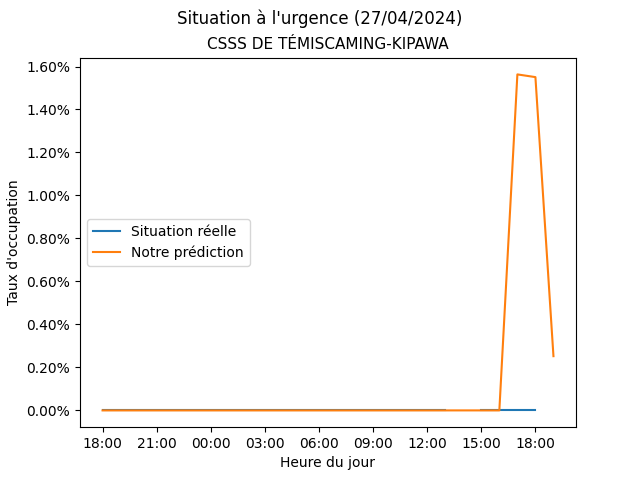 Situation à l'urgence (27/04/2024)
CSSS DE TÉMISCAMING-KIPAWA
1.60%
1.40%
1.20%
1.00%
0.80%
0.60%
0.40%
0.20%
0.00%
Taux d'occupation
Situation réelle
Notre prédiction
18:00 21:00 00:00 03:00 06:00 09:00 12:00 15:00 18:00
Heure du jour